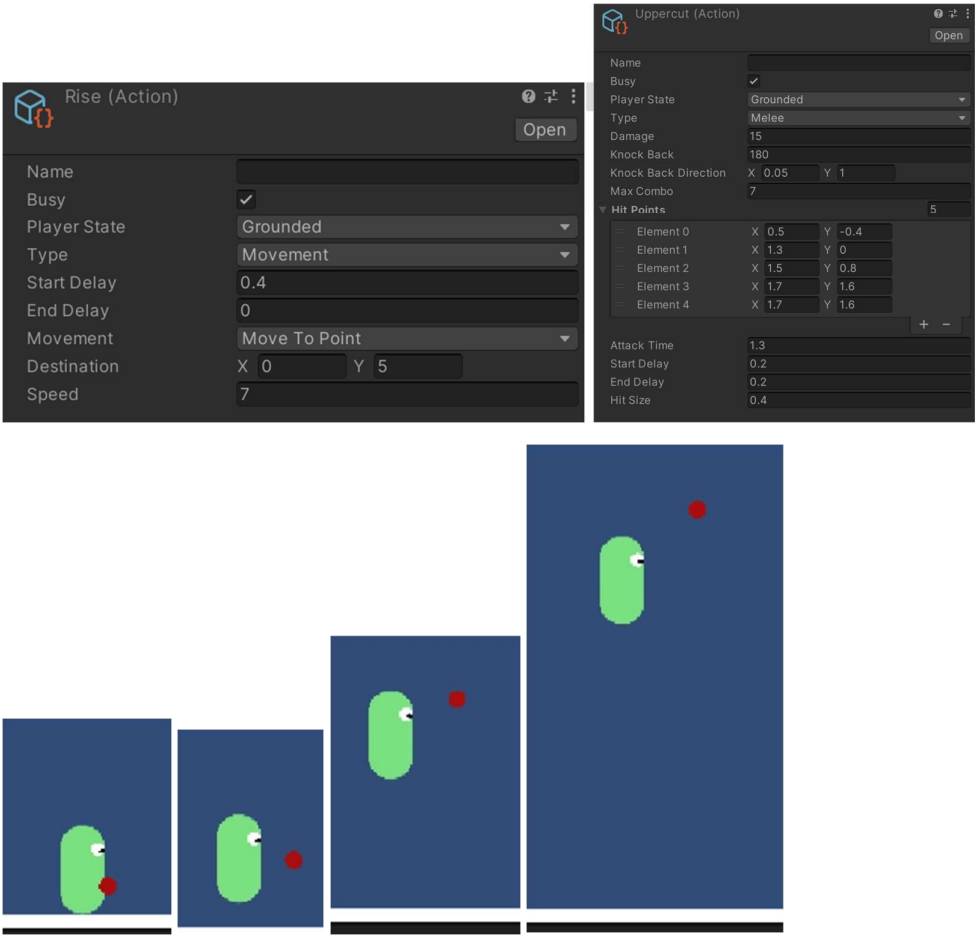 Rise (Action)
Open
Name
Busy
Player State Grounded
Type Movement
Start Delay 0.4
End Delay 0
Movement Move To Point
Destination X 0 Y 5
Speed 7
Uppercut (Action)
Open
Name
Busy
Player State Grounded
Type Melee
Damage 15
Knock Back 180
Knock Back Direction X 0.05 Y 1
Max Combo 7
Hit Points 5
Element 0 X 0.5 Y -0.4
Element 1 X 1.3 Y 0
Element 2 X 1.5 Y 0.8
Element 3 X 1.7 Y 1.6
Element 4 X 1.7 Y 1.6
Attack Time 1.3
Start Delay 0.2
End Delay 0.2
Hit Size 0.4